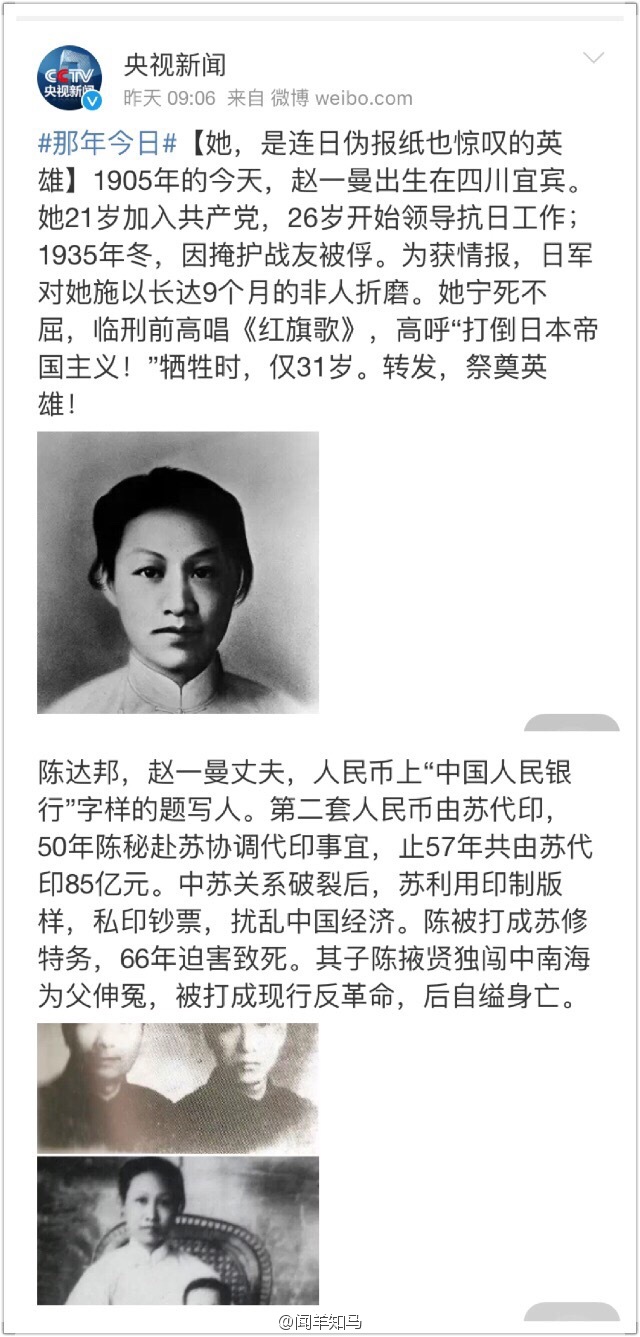 央视新闻
CCTV
央视新闻
昨天 09:06 来自 微博 weibo.com
#那年今日#【她，是连日伪报纸也惊叹的英
雄】1905年的今天，赵一曼出生在四川宜宾。
她21岁加入共产党，26岁开始领导抗日工作；
1935年冬，因掩护战友被俘。为获情报，日军
对她施以长达9个月的非人折磨。她宁死不
屈，临刑前高唱《红旗歌》，高呼“打倒日本帝
国主义！”牺牲时，仅31岁。转发，祭奠英
雄！
陈达邦，赵一曼丈夫，人民币上“中国人民银
行”字样的题写人。第二套人民币由苏代印，
50年陈秘赴苏协调代印事宜，止57年共由苏代
印85亿元。中苏关系破裂后，苏利用印制版
样，私印钞票，扰乱中国经济。陈被打成苏修
特务，66年迫害致死。其子陈掖贤独闯中南海
为父伸冤，被打成现行反革命，后自缢身亡。
@闻羊知马